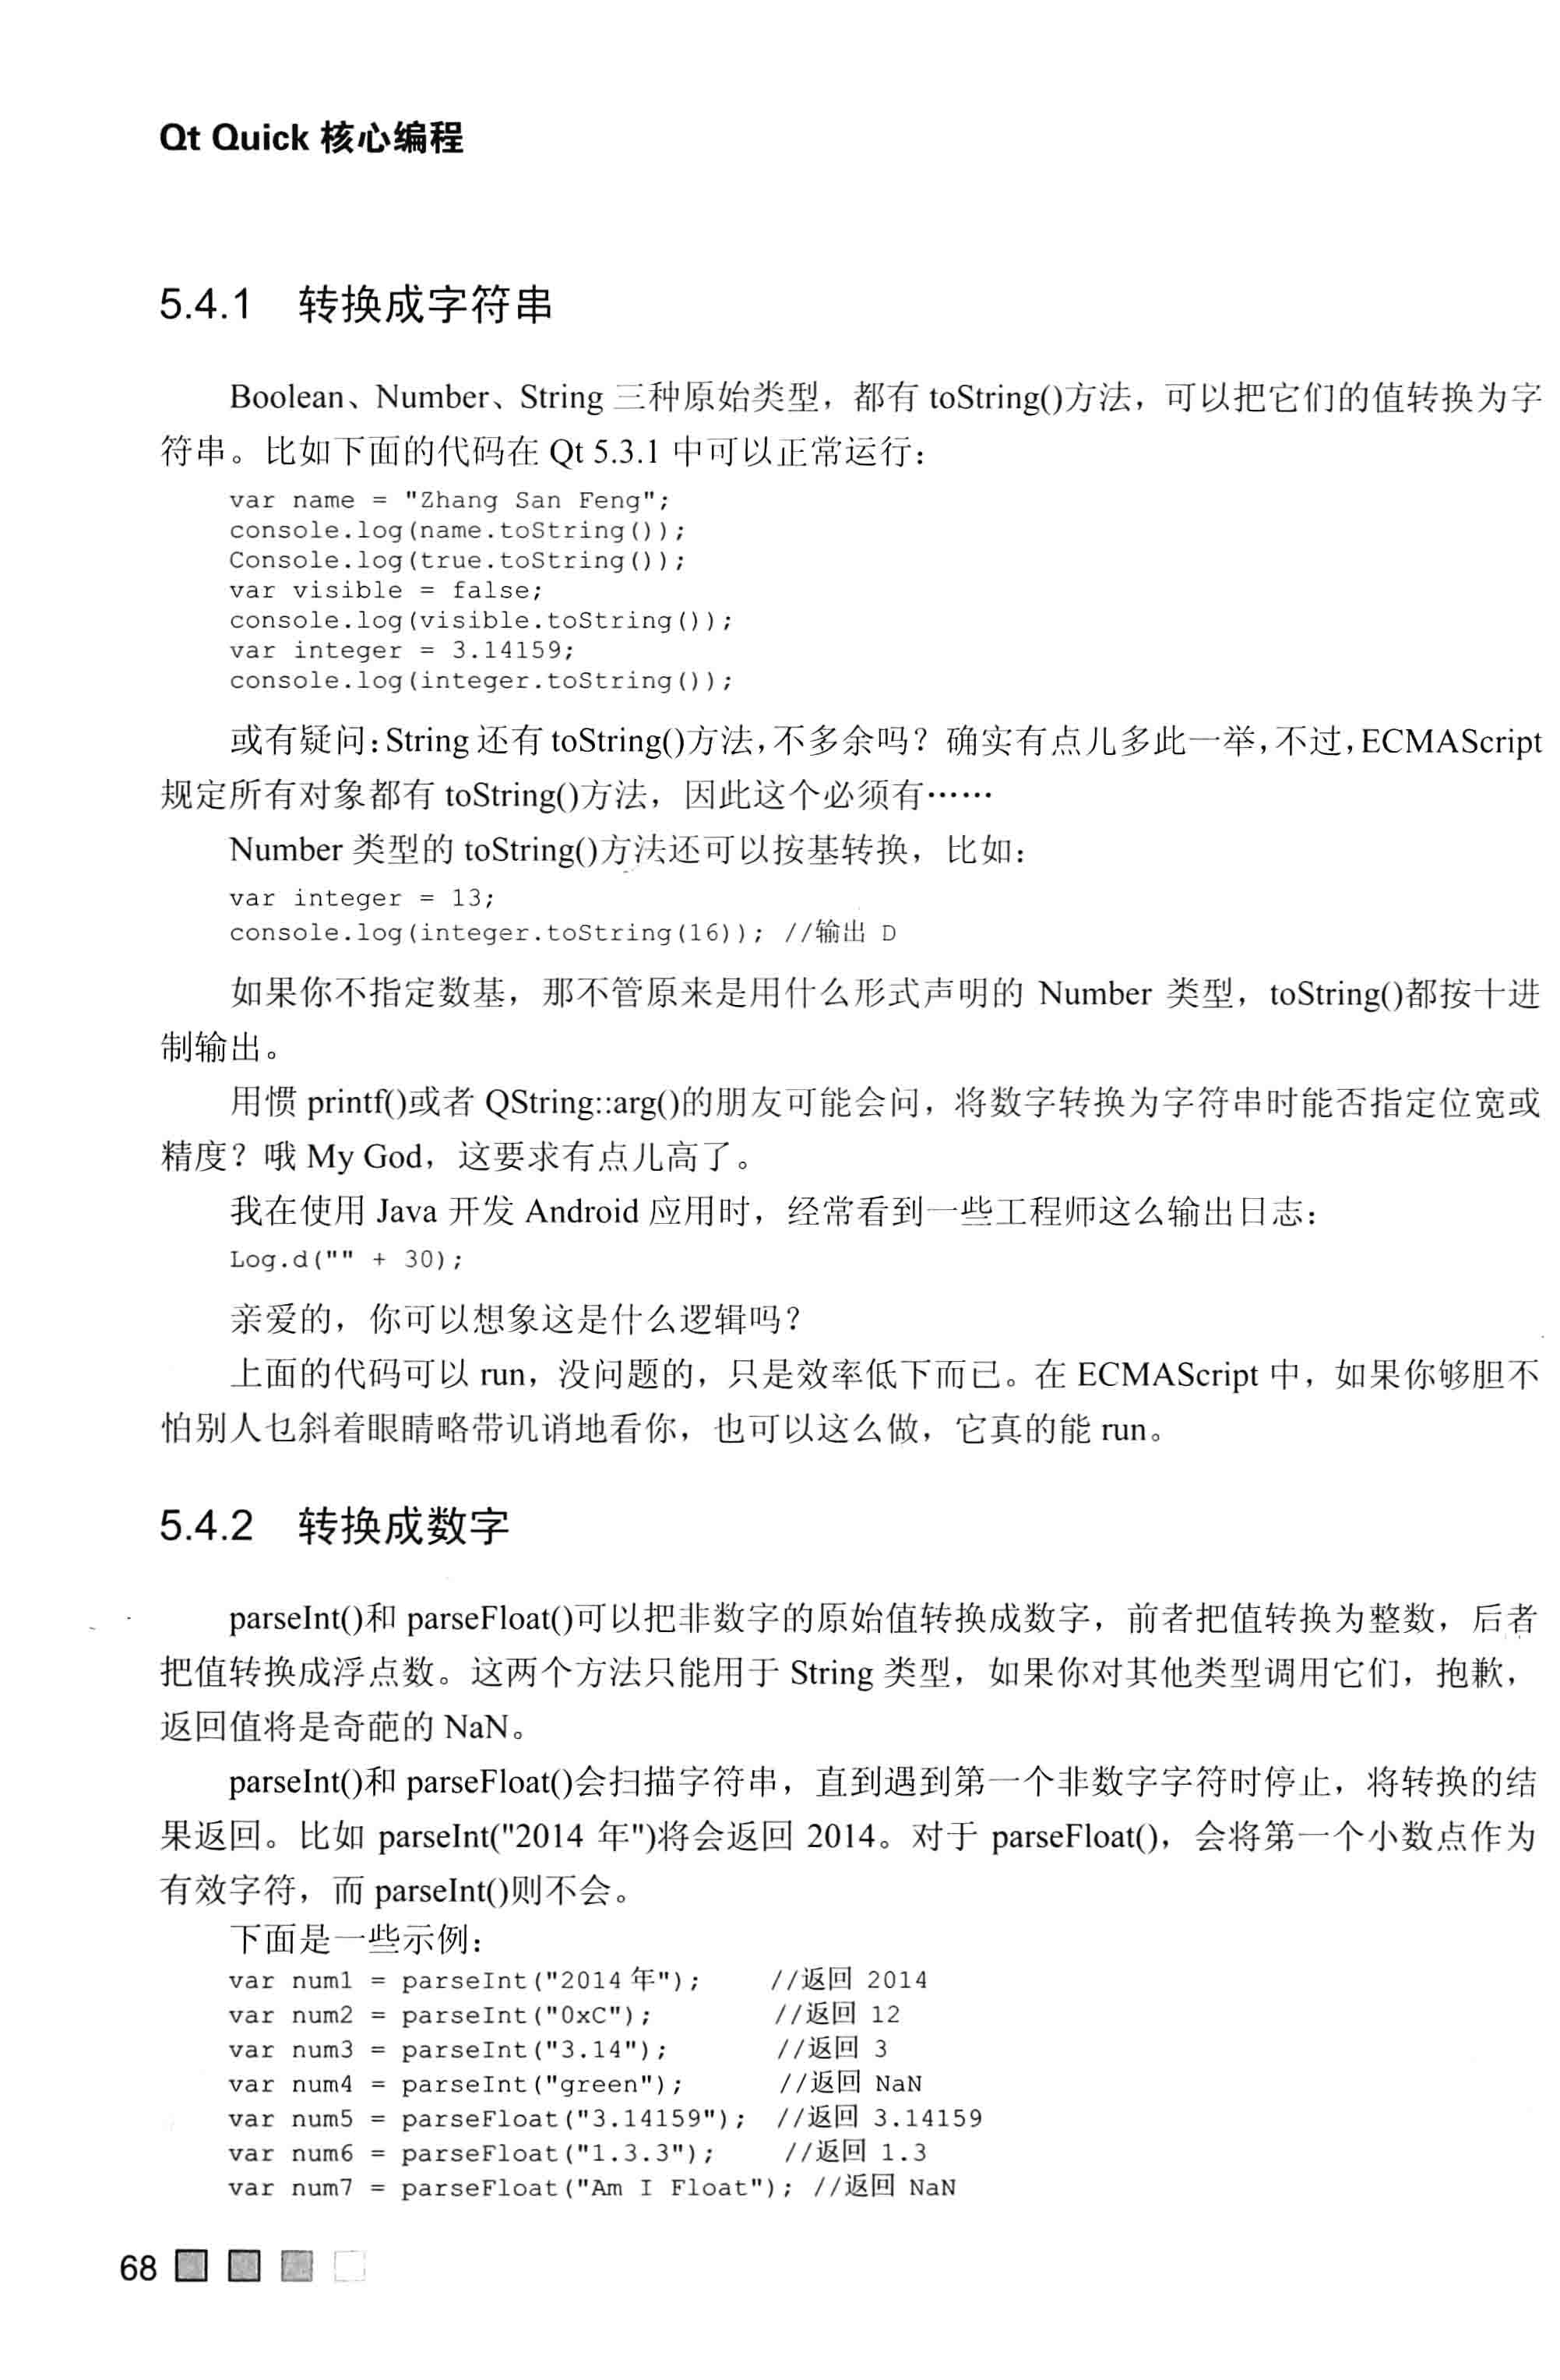 Qt Quick 核心编程
5.4.1 转换成字符串
Boolean、Number、String 三种原始类型，都有 toString()方法，可以把它们的值转换为字
符串。比如下面的代码在 Qt 5.3.1 中可以正常运行：
var name = "Zhang San Feng";
console.log(name.toString());
Console.log(true.toString());
var visible = false;
console.log(visible.toString());
var integer = 3.14159;
console.log(integer.toString());
或有疑问：String 还有 toString()方法，不多余吗？确实有点儿多此一举，不过，ECMAScript
规定所有对象都有 toString()方法，因此这个必须有……
Number 类型的 toString()方法还可以按基转换，比如：
var integer = 13;
console.log(integer.toString(16)); //输出 D
如果你不指定数基，那不管原来是用什么形式声明的 Number 类型，toString()都按十进
制输出。
用惯 printf()或者 QString::arg()的朋友可能会问，将数字转换为字符串时能否指定位宽或
精度？哦 My God，这要求有点儿高了。
我在使用 Java 开发 Android 应用时，经常看到一些工程师这么输出日志：
Log.d("" + 30);
亲爱的，你可以想象这是什么逻辑吗？
上面的代码可以 run，没问题的，只是效率低下而已。在 ECMAScript 中，如果你够胆不
怕别人乜斜着眼睛略带讥诮地看你，也可以这么做，它真的能 run。
5.4.2 转换成数字
parseInt()和 parseFloat()可以把非数字的原始值转换成数字，前者把值转换为整数，后者
把值转换成浮点数。这两个方法只能用于 String 类型，如果你对其他类型调用它们，抱歉，
返回值将是奇葩的 NaN。
parseInt()和 parseFloat()会扫描字符串，直到遇到第一个非数字字符时停止，将转换的结
果返回。比如 parseInt("2014 年")将会返回 2014。对于 parseFloat()，会将第一个小数点作为
有效字符，而 parseInt()则不会。
下面是一些示例：
var num1 = parseInt("2014年"); //返回 2014
var num2 = parseInt("0xC"); //返回 12
var num3 = parseInt("3.14"); //返回 3
var num4 = parseInt("green"); //返回 NaN
var num5 = parseFloat("3.14159"); //返回 3.14159
var num6 = parseFloat("1.3.3"); //返回 1.3
var num7 = parseFloat("Am I Float"); //返回 NaN
68